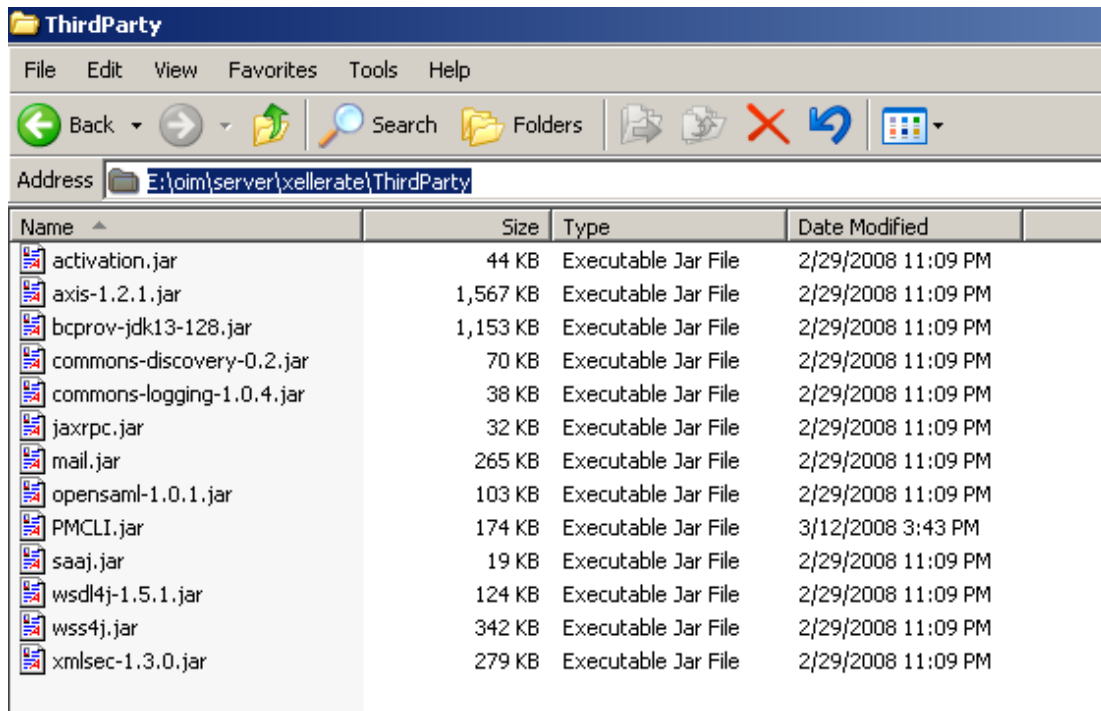 ThirdParty
File Edit View Favorites Tools Help
Back Search Folders
Address E:\oim\server\xellerate\ThirdParty
Name Size Type Date Modified
activation.jar 44 KB Executable Jar File 2/29/2008 11:09 PM
axis-1.2.1.jar 1,567 KB Executable Jar File 2/29/2008 11:09 PM
bcprov-jdk13-128.jar 1,153 KB Executable Jar File 2/29/2008 11:09 PM
commons-discovery-0.2.jar 70 KB Executable Jar File 2/29/2008 11:09 PM
commons-logging-1.0.4.jar 38 KB Executable Jar File 2/29/2008 11:09 PM
jaxrpc.jar 32 KB Executable Jar File 2/29/2008 11:09 PM
mail.jar 265 KB Executable Jar File 2/29/2008 11:09 PM
opensaml-1.0.1.jar 103 KB Executable Jar File 2/29/2008 11:09 PM
PMCLI.jar 174 KB Executable Jar File 3/12/2008 3:43 PM
saaj.jar 19 KB Executable Jar File 2/29/2008 11:09 PM
wsdl4j-1.5.1.jar 124 KB Executable Jar File 2/29/2008 11:09 PM
wss4j.jar 342 KB Executable Jar File 2/29/2008 11:09 PM
xmlsec-1.3.0.jar 279 KB Executable Jar File 2/29/2008 11:09 PM